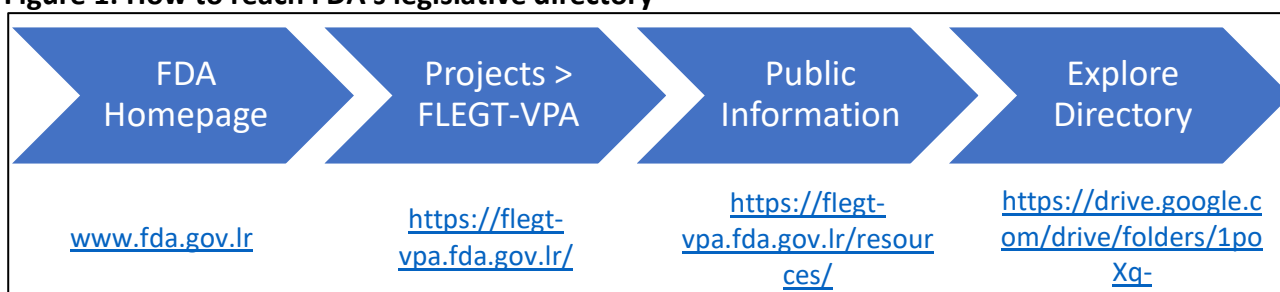 Figure 1: How to reach FDA's legislative directory
FDA
Homepage
Projects >
FLEGT-VPA
Public
Information
Explore
Directory
www.fda.gov.lr
https://flegt-
vpa.fda.gov.lr/
https://flegt-
vpa.fda.gov.lr/resour
ces/
https://drive.google.c
om/drive/folders/1po
Xq-